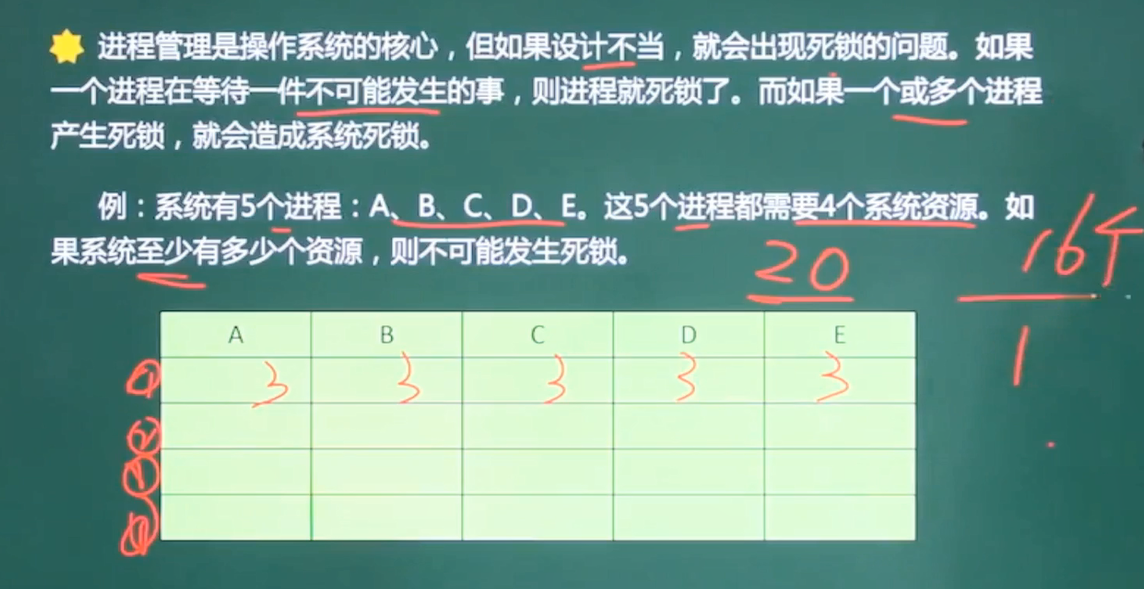 进程管理是操作系统的核心，但如果设计不当，就会出现死锁的问题。如果
一个进程在等待一件不可能发生的事，则进程就死锁了。而如果一个或多个进程
产生死锁，就会造成系统死锁。
例：系统有5个进程：A、B、C、D、E。这5个进程都需要4个系统资源。如
果系统至少有多少个资源，则不可能发生死锁。
20
16个
1
A B C D E
① 3 3 3 3 3
②
④